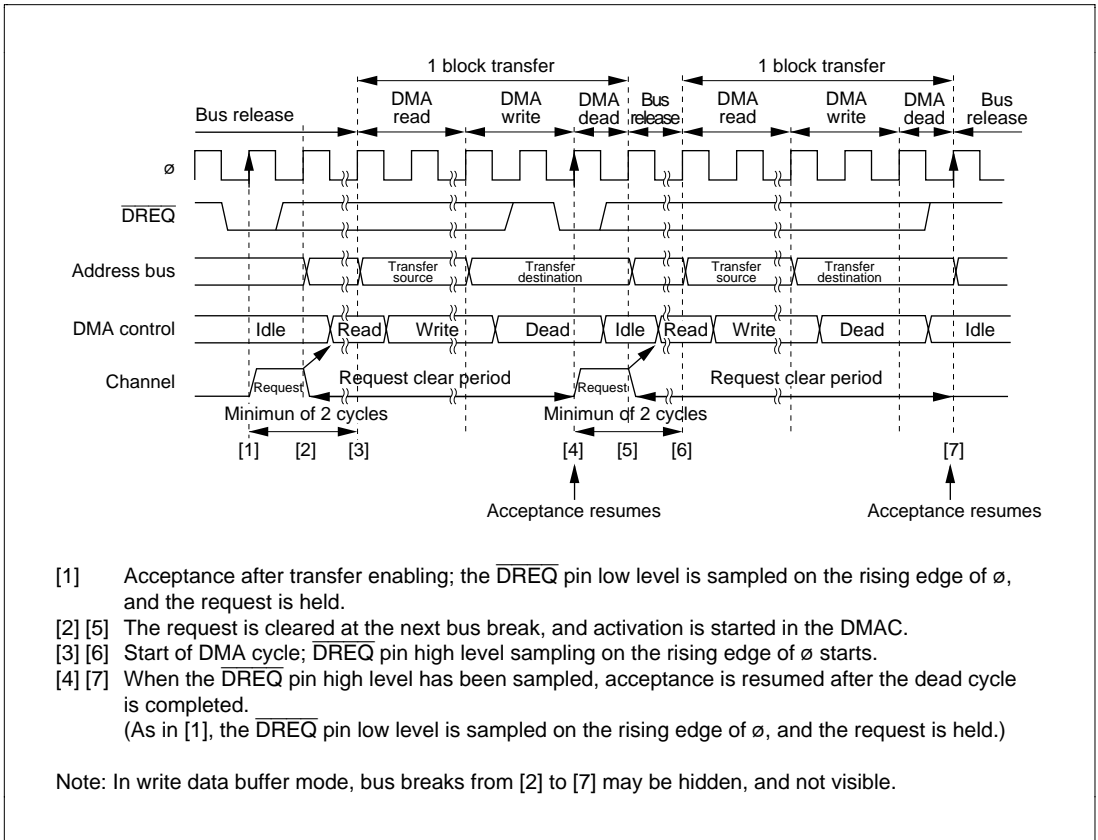 1 block transfer 1 block transfer
Bus release DMA read DMA write DMA dead Bus release DMA read DMA write DMA dead Bus release
ø
DREQ
Address bus Transfer source Transfer destination Transfer source Transfer destination
DMA control Idle Read Write Dead Idle Read Write Dead Idle
Channel Request Request clear period Request Request clear period
Minimun of 2 cycles Minimun of 2 cycles
[1] [2] [3] [4] [5] [6] [7]
Acceptance resumes Acceptance resumes
[1] Acceptance after transfer enabling; the DREQ pin low level is sampled on the rising edge of ø,
and the request is held.
[2] [5] The request is cleared at the next bus break, and activation is started in the DMAC.
[3] [6] Start of DMA cycle; DREQ pin high level sampling on the rising edge of ø starts.
[4] [7] When the DREQ pin high level has been sampled, acceptance is resumed after the dead cycle
is completed.
(As in [1], the DREQ pin low level is sampled on the rising edge of ø, and the request is held.)
Note: In write data buffer mode, bus breaks from [2] to [7] may be hidden, and not visible.